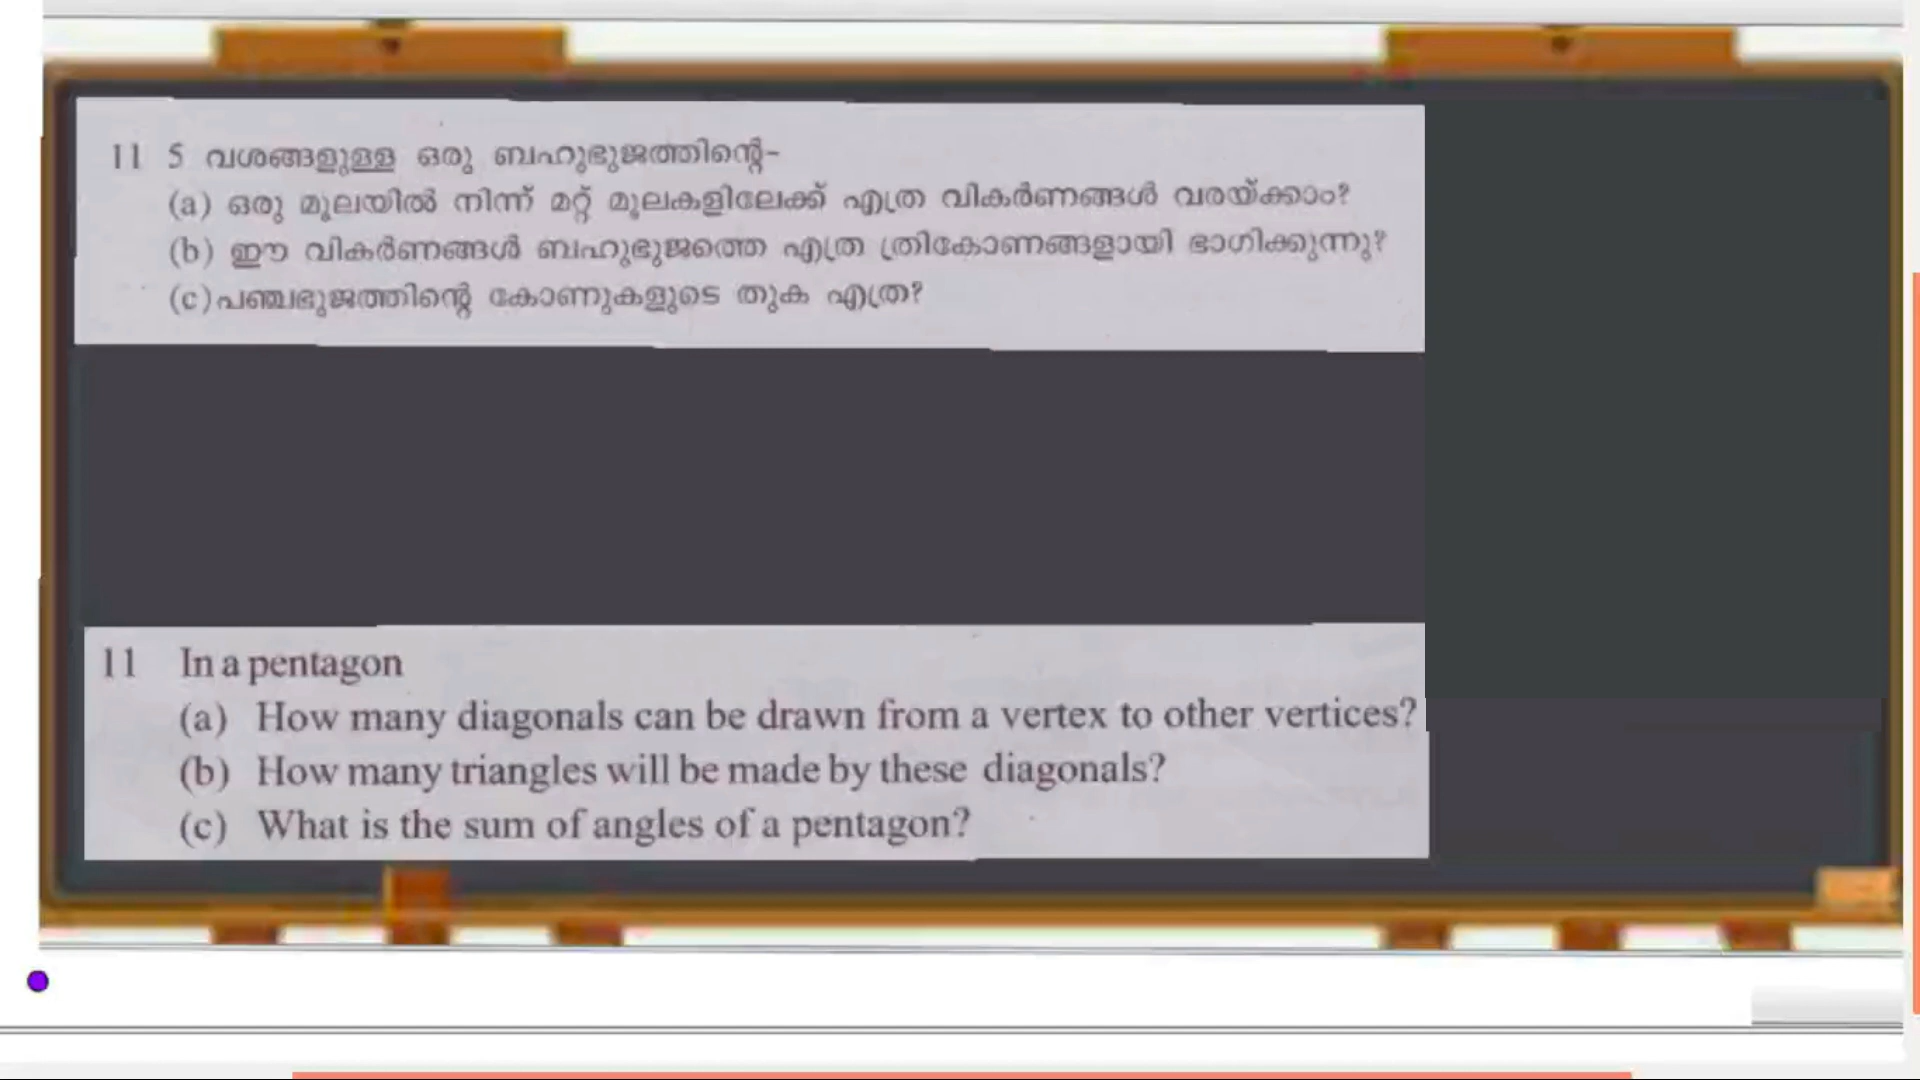 11 5 വശങ്ങളുള്ള ഒരു ബഹുഭുജത്തിന്റെ-
(a) ഒരു മൂലയിൽ നിന്ന് മറ്റ് മൂലകളിലേക്ക് എത്ര വികർണങ്ങൾ വരയ്ക്കാം?
(b) ഈ വികർണങ്ങൾ ബഹുഭുജത്തെ എത്ര ത്രികോണങ്ങളായി ഭാഗിക്കുന്നു?
(c) പഞ്ചഭുജത്തിന്റെ കോണുകളുടെ തുക എത്ര?
11 In a pentagon
(a) How many diagonals can be drawn from a vertex to other vertices?
(b) How many triangles will be made by these diagonals?
(c) What is the sum of angles of a pentagon?